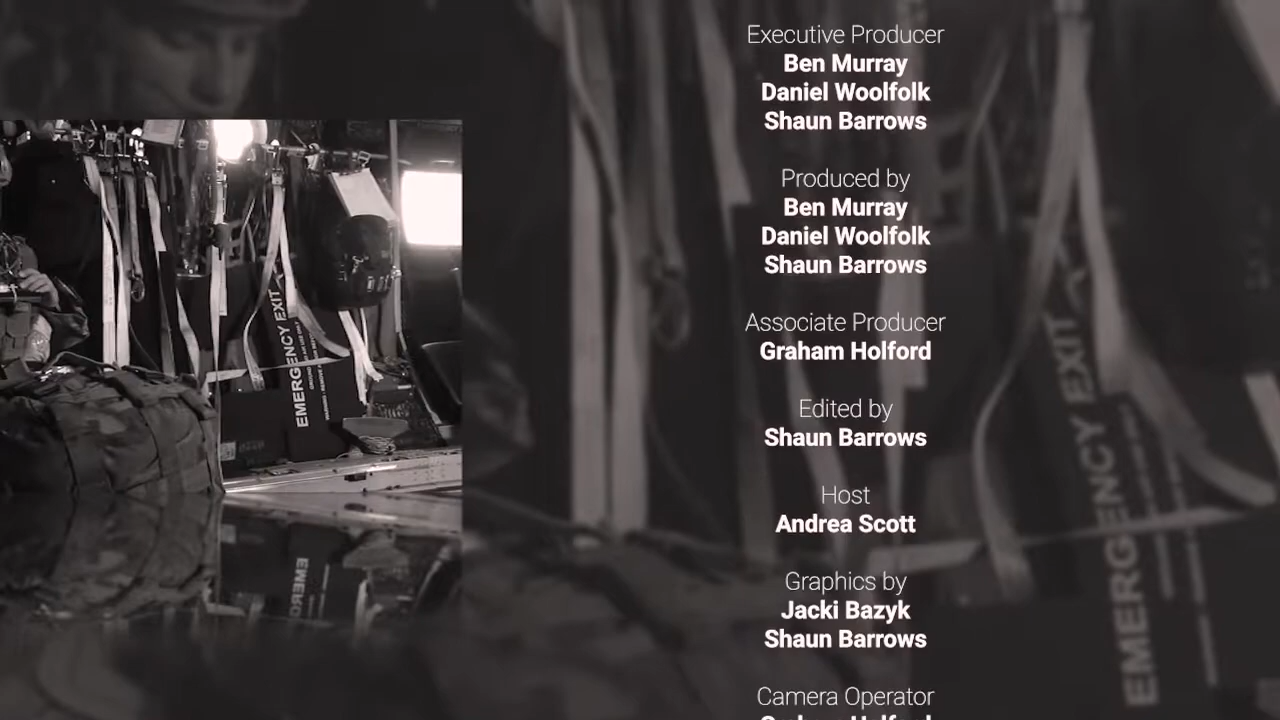 Executive Producer
Ben Murray
Daniel Woolfolk
Shaun Barrows
Produced by
Ben Murray
Daniel Woolfolk
Shaun Barrows
Associate Producer
Graham Holford
Edited by
Shaun Barrows
Host
Andrea Scott
Graphics by
Jacki Bazyk
Shaun Barrows
Camera Operator
EMERGENCY EXIT
EMERGENCY EXIT